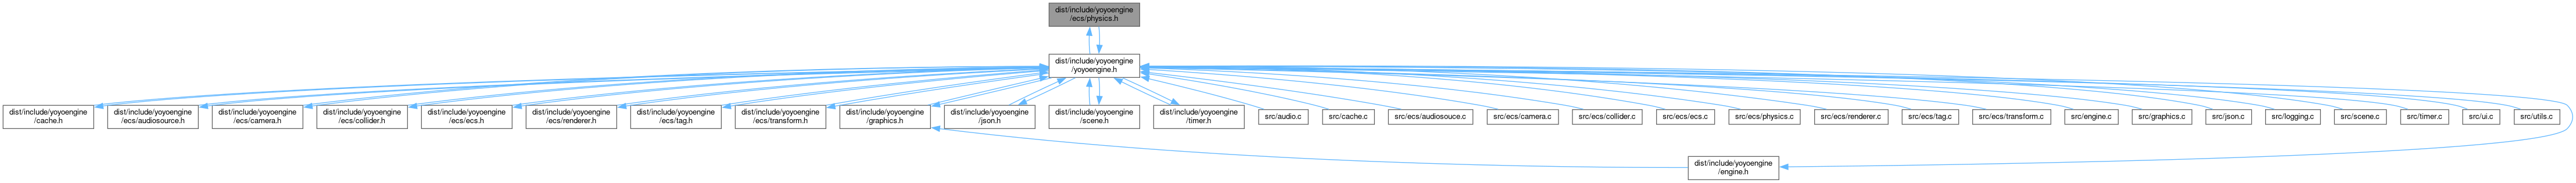 dist/include/yoyoengine
/ecs/physics.h
dist/include/yoyoengine
/yoyoengine.h
dist/include/yoyoengine
/cache.h
dist/include/yoyoengine
/ecs/audiosource.h
dist/include/yoyoengine
/ecs/camera.h
dist/include/yoyoengine
/ecs/collider.h
dist/include/yoyoengine
/ecs/ecs.h
dist/include/yoyoengine
/ecs/renderer.h
dist/include/yoyoengine
/ecs/tag.h
dist/include/yoyoengine
/ecs/transform.h
dist/include/yoyoengine
/graphics.h
dist/include/yoyoengine
/json.h
dist/include/yoyoengine
/scene.h
dist/include/yoyoengine
/timer.h
src/audio.c
src/cache.c
src/ecs/audiosouce.c
src/ecs/camera.c
src/ecs/collider.c
src/ecs/ecs.c
src/ecs/physics.c
src/ecs/renderer.c
src/ecs/tag.c
src/ecs/transform.c
src/engine.c
src/graphics.c
src/json.c
src/logging.c
src/scene.c
src/timer.c
src/ui.c
src/utils.c
dist/include/yoyoengine
/engine.h